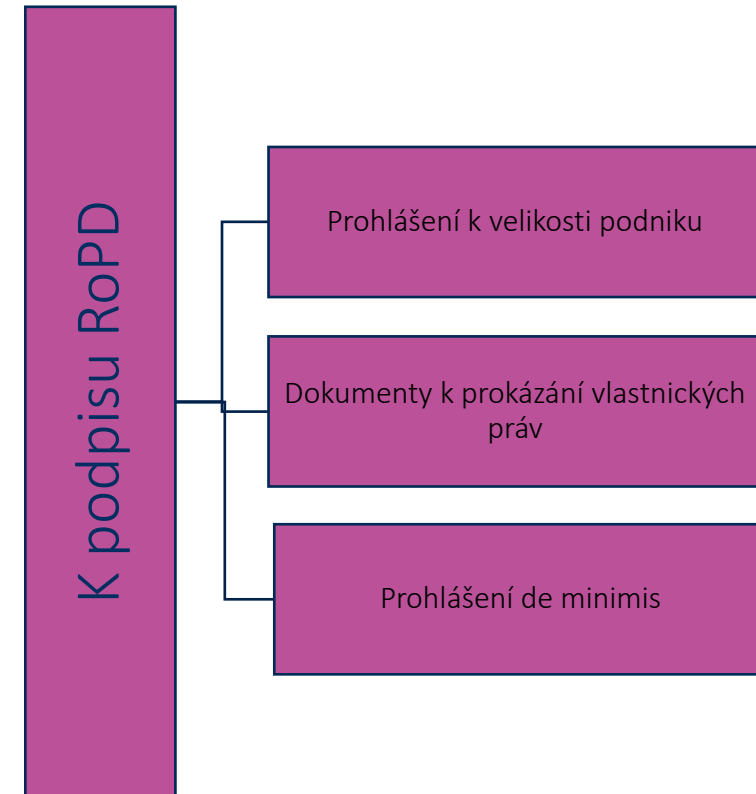 K podpisu RoPD
Prohlášení k velikosti podniku
Dokumenty k prokázání vlastnických
práv
Prohlášení de minimis